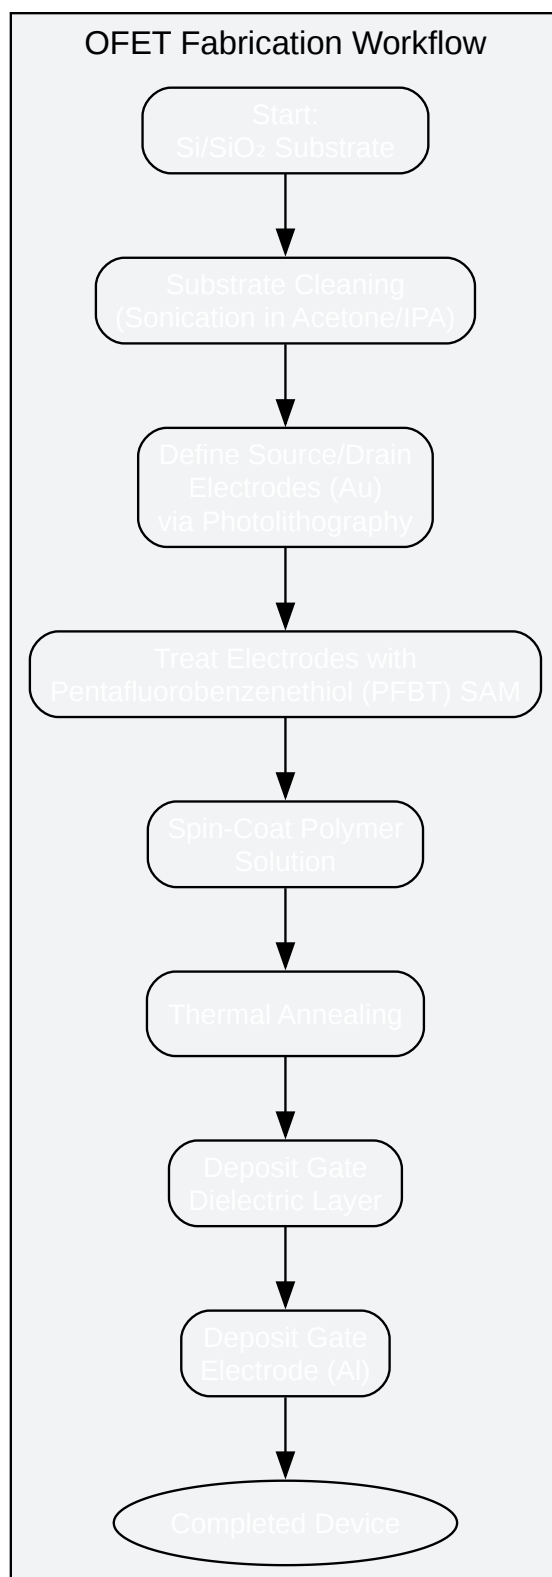 OFET Fabrication Workflow
Start:
Si/SiO₂ Substrate
Substrate Cleaning
(Sonication in Acetone/IPA)
Define Source/Drain
Electrodes (Au)
via Photolithography
Treat Electrodes with
Pentafluorobenzenethiol (PFBT) SAM
Spin-Coat Polymer
Solution
Thermal Annealing
Deposit Gate
Dielectric Layer
Deposit Gate
Electrode (Al)
Completed Device